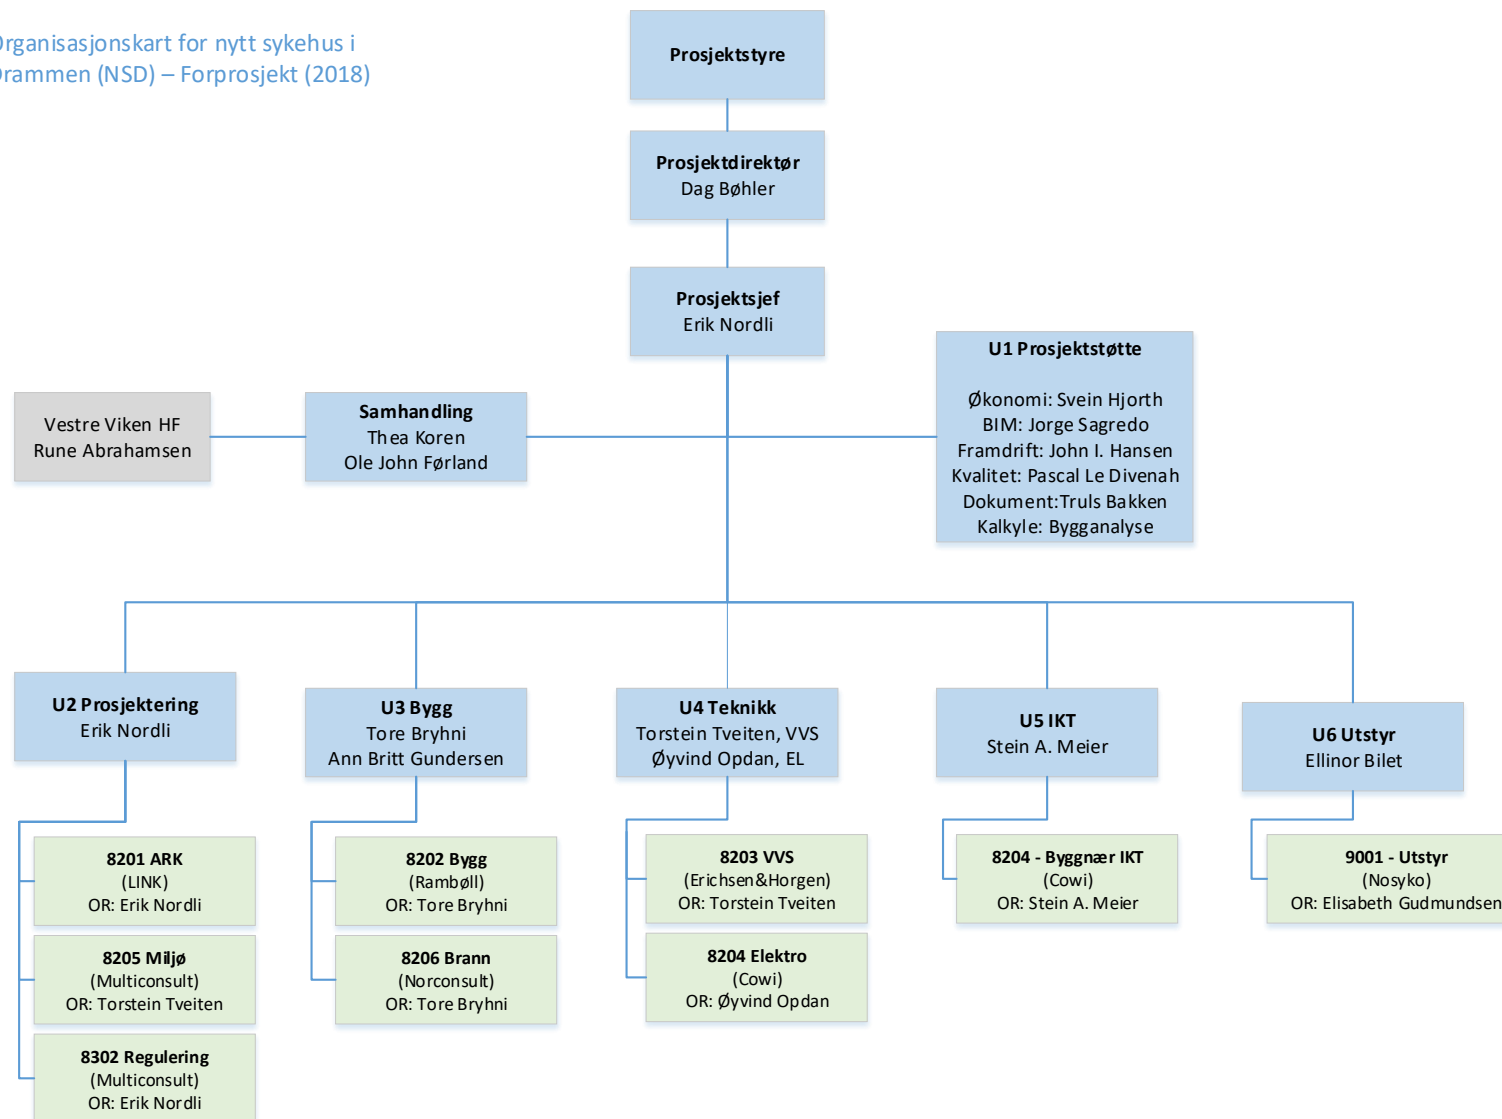 Organisasjonskart for nytt sykehus i
Drammen (NSD) – Forprosjekt (2018)
Prosjektstyre
Prosjektdirektør
Dag Bøhler
Prosjektsjef
Erik Nordli
U1 Prosjektstøtte
Økonomi: Svein Hjorth
BIM: Jorge Sagredo
Framdrift: John I. Hansen
Kvalitet: Pascal Le Divenah
Dokument:Truls Bakken
Kalkyle: Bygganalyse
Samhandling
Thea Koren
Ole John Førland
Vestre Viken HF
Rune Abrahamsen
U2 Prosjektering
Erik Nordli
U3 Bygg
Tore Bryhni
Ann Britt Gundersen
U4 Teknikk
Torstein Tveiten, VVS
Øyvind Opdan, EL
U5 IKT
Stein A. Meier
U6 Utstyr
Ellinor Bilet
8201 ARK
(LINK)
OR: Erik Nordli
8205 Miljø
(Multiconsult)
OR: Torstein Tveiten
8302 Regulering
(Multiconsult)
OR: Erik Nordli
8202 Bygg
(Rambøll)
OR: Tore Bryhni
8206 Brann
(Norconsult)
OR: Tore Bryhni
8203 VVS
(Erichsen&Horgen)
OR: Torstein Tveiten
8204 Elektro
(Cowi)
OR: Øyvind Opdan
8204 - Byggnær IKT
(Cowi)
OR: Stein A. Meier
9001 - Utstyr
(Nosyko)
OR: Elisabeth Gudmundsen